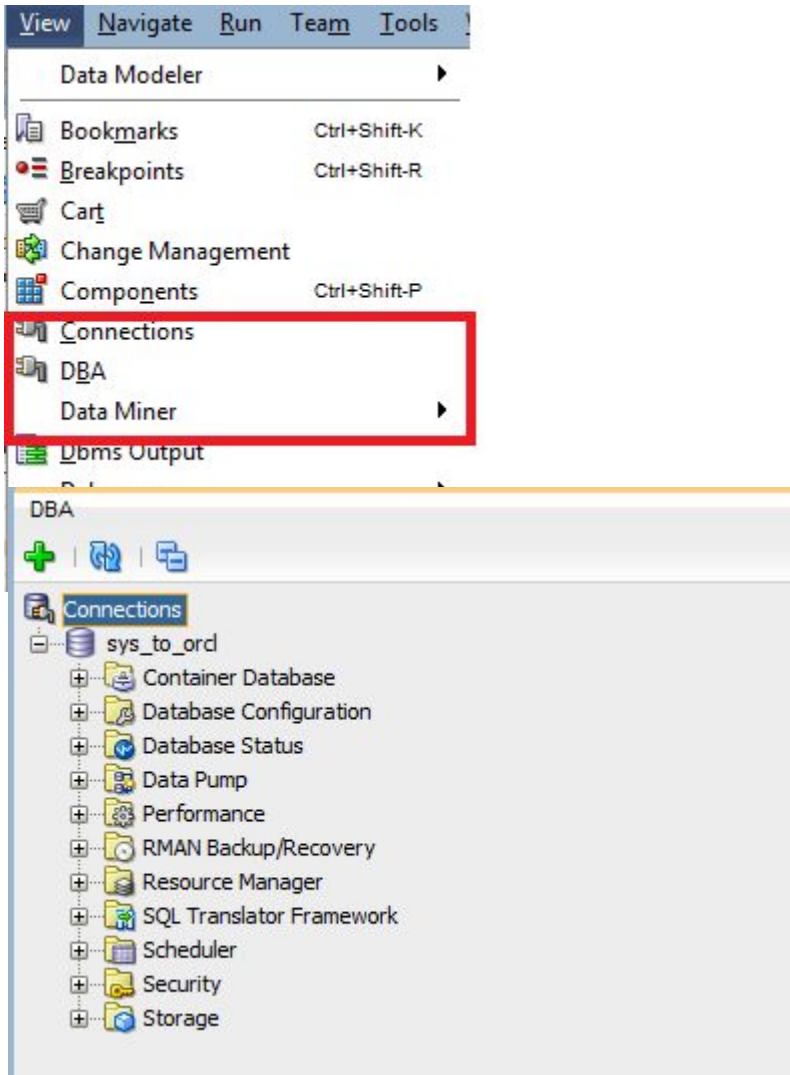 View Navigate Run Team Tools
Data Modeler
Bookmarks Ctrl+Shift-K
Breakpoints Ctrl+Shift-R
Cart
Change Management
Components Ctrl+Shift-P
Connections
DBA
Data Miner
Dbms Output
DBA
Connections
sys_to_orcl
Container Database
Database Configuration
Database Status
Data Pump
Performance
RMAN Backup/Recovery
Resource Manager
SQL Translator Framework
Scheduler
Security
Storage